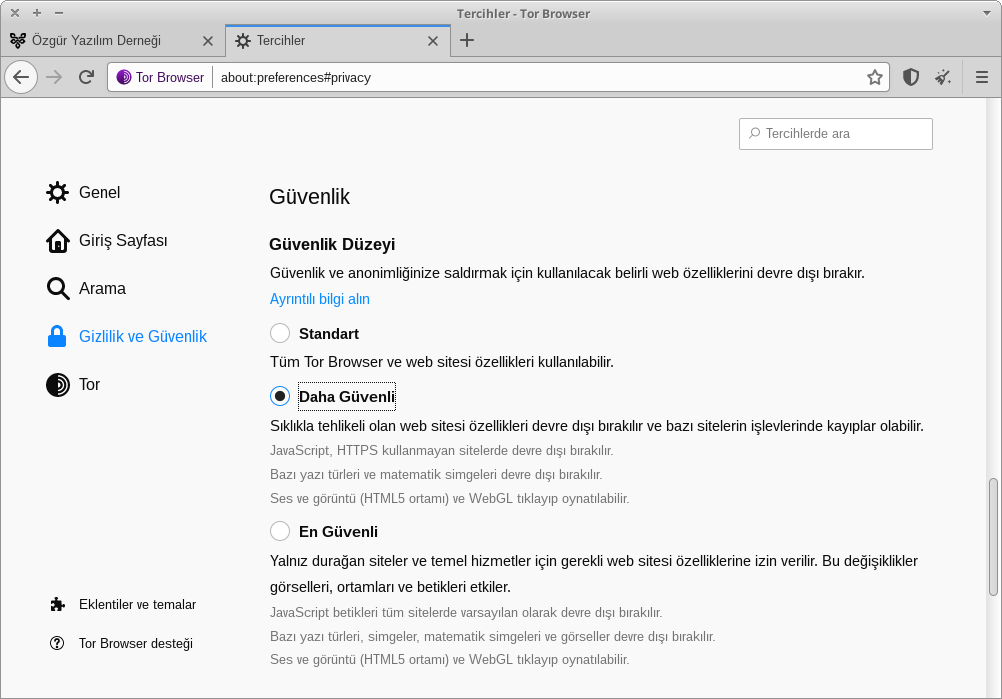 Tercihler - Tor Browser
Özgür Yazılım Derneği
Tercihler
Tor Browser
about:preferences#privacy
Tercihlerde ara
Genel
Giriş Sayfası
Arama
Gizlilik ve Güvenlik
Tor
Eklentiler ve temalar
Tor Browser desteği
Güvenlik
Güvenlik Düzeyi
Güvenlik ve anonimliğinize saldırmak için kullanılacak belirli web özelliklerini devre dışı bırakır.
Ayrıntılı bilgi alın
Standart
Tüm Tor Browser ve web sitesi özellikleri kullanılabilir.
Daha Güvenli
Sıklıkla tehlikeli olan web sitesi özellikleri devre dışı bırakılır ve bazı sitelerin işlevlerinde kayıplar olabilir.
JavaScript, HTTPS kullanmayan sitelerde devre dışı bırakılır.
Bazı yazı türleri ve matematik simgeleri devre dışı bırakılır.
Ses ve görüntü (HTML5 ortamı) ve WebGL tıklayıp oynatılabilir.
En Güvenli
Yalnız durağan siteler ve temel hizmetler için gerekli web sitesi özelliklerine izin verilir. Bu değişiklikler
görselleri, ortamları ve betikleri etkiler.
JavaScript betikleri tüm sitelerde varsayılan olarak devre dışı bırakılır.
Bazı yazı türleri, simgeler, matematik simgeleri ve görseller devre dışı bırakılır.
Ses ve görüntü (HTML5 ortamı) ve WebGL tıklayıp oynatılabilir.